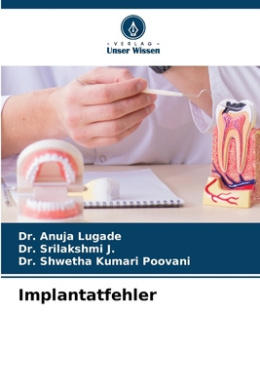 VERLAG
Unser Wissen
Dr. Anuja Lugade
Dr. Srilakshmi J.
Dr. Shwetha Kumari Poovani
Implantatfehler